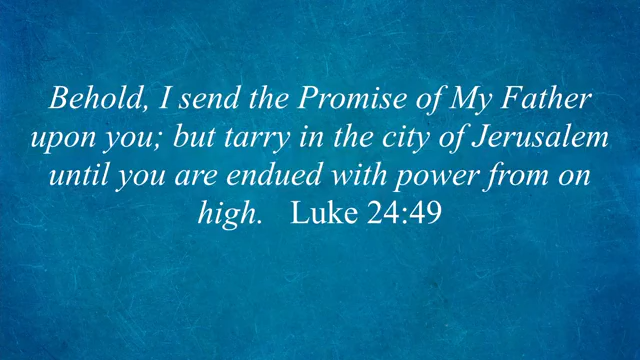 Behold, I send the Promise of My Father
upon you; but tarry in the city of Jerusalem
until you are endued with power from on
high. Luke 24:49